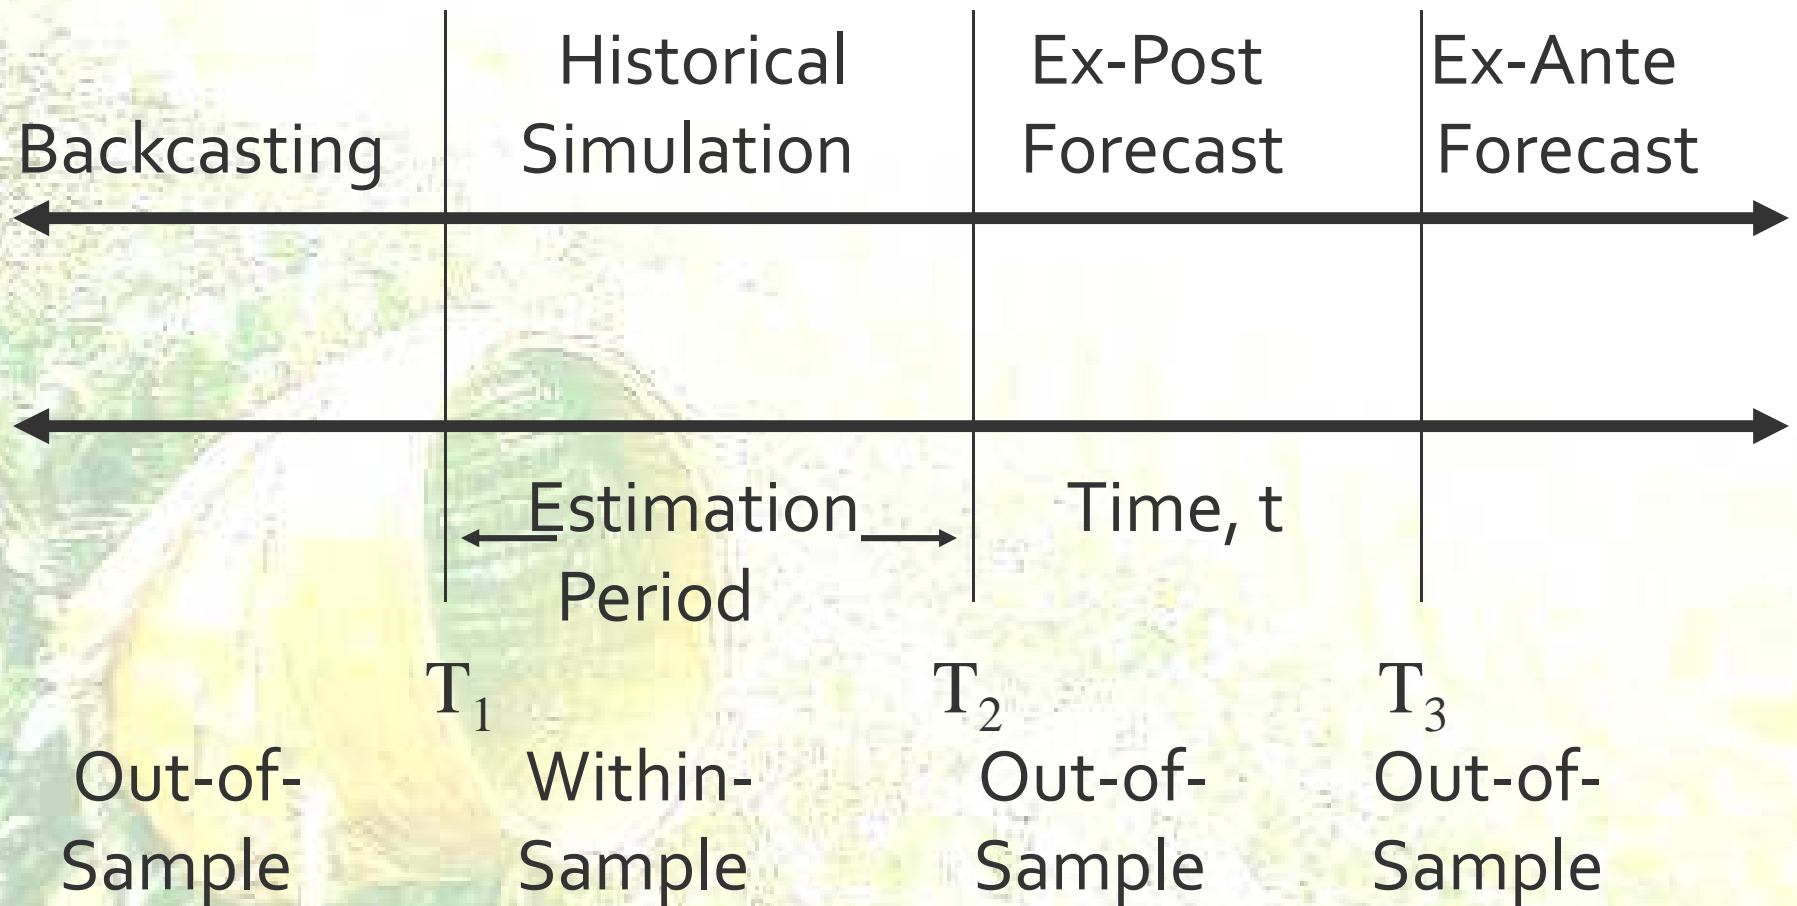 Backcasting
Historical
Simulation
Ex-Post
Forecast
Ex-Ante
Forecast
Estimation
Period
Time, t
T₁
T₂
T₃
Out-of-
Sample
Within-
Sample
Out-of-
Sample
Out-of-
Sample